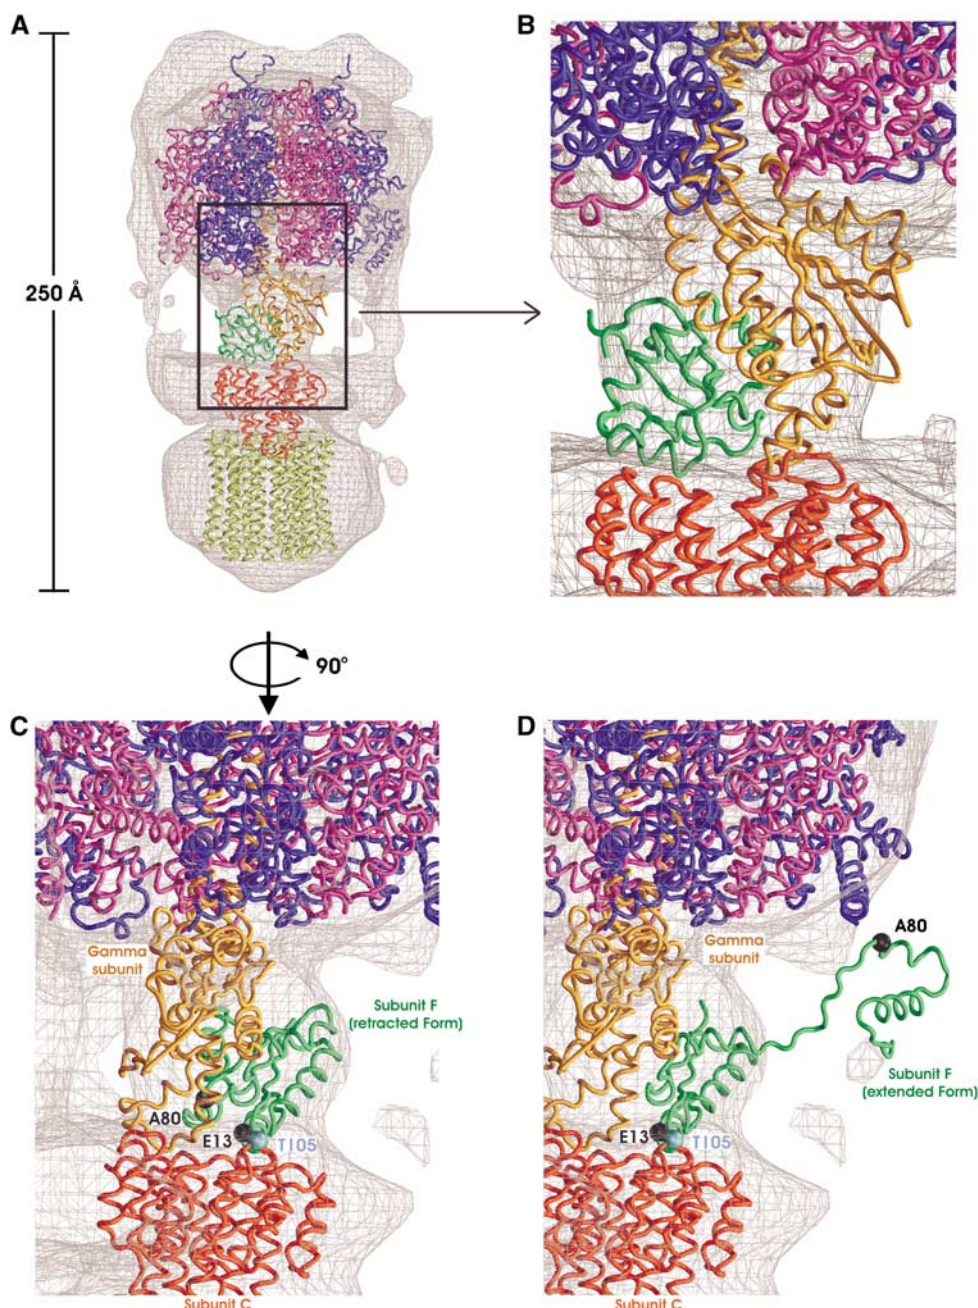 A
B
250 Å
90°
C
D
Gamma
subunit
Subunit F
(retracted Form)
A80
E13
T105
Subunit C
A80
Gamma
subunit
Subunit F
(extended Form)
E13
T105
Subunit C